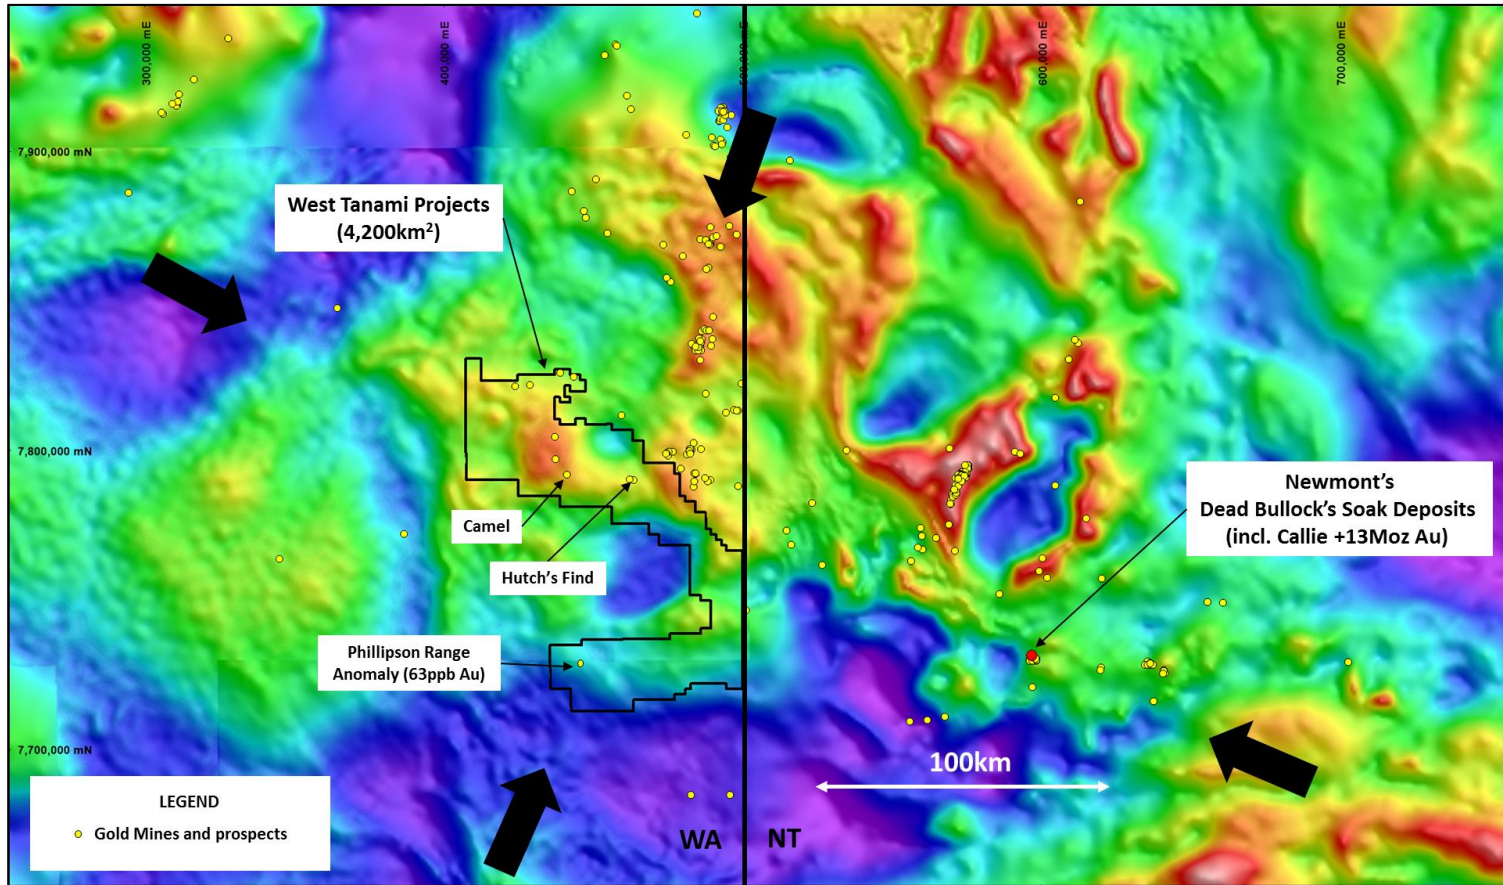 300,000 mE
400,000 mE
600,000 mE
700,000 mE
7,900,000 mN
West Tanami Projects
(4,200km²)
7,800,000 mN
Newmont's
Dead Bullock's Soak Deposits
(incl. Callie +13Moz Au)
Camel
Hutch's Find
Phillipson Range
Anomaly (63ppb Au)
7,700,000 mN
100km
LEGEND
Gold Mines and prospects
WA
NT